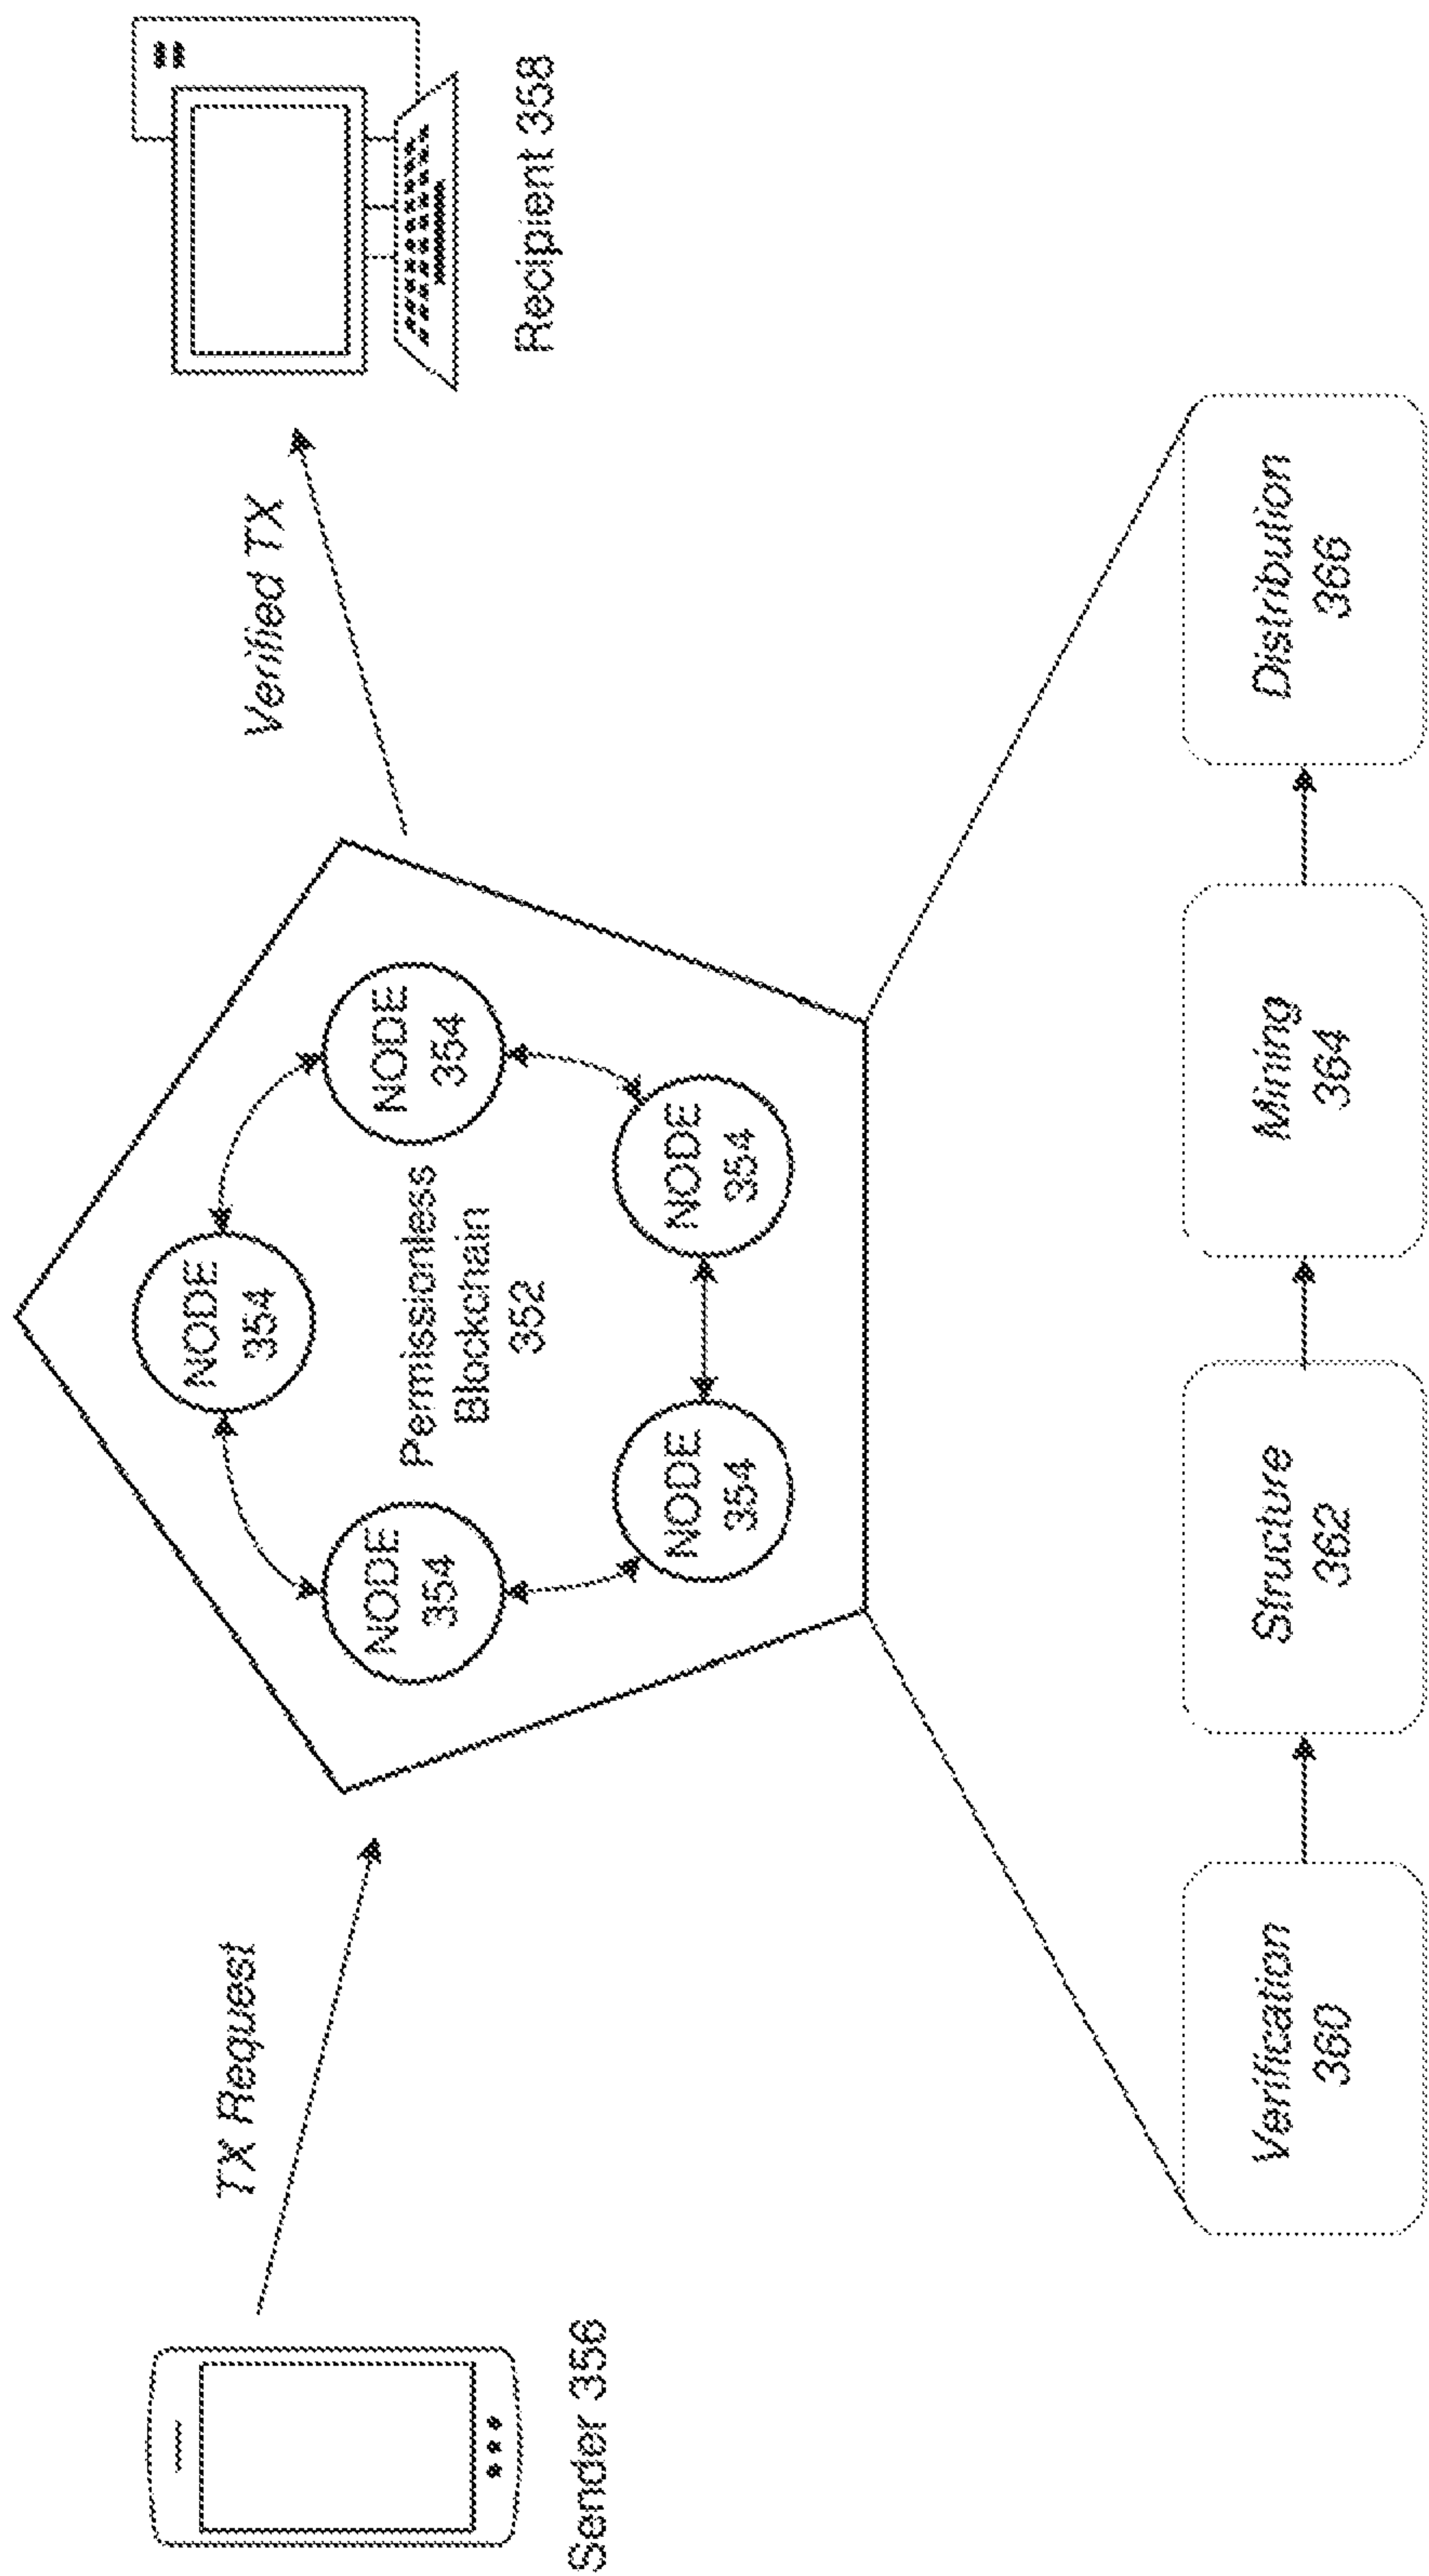 Sender 356
TX Request
NODE
354
NODE
354
NODE
354
NODE
354
NODE
354
Permissionless
Blockchain
352
Verified TX
Recipient 358
Verification
360
Structure
362
Mining
364
Distribution
366